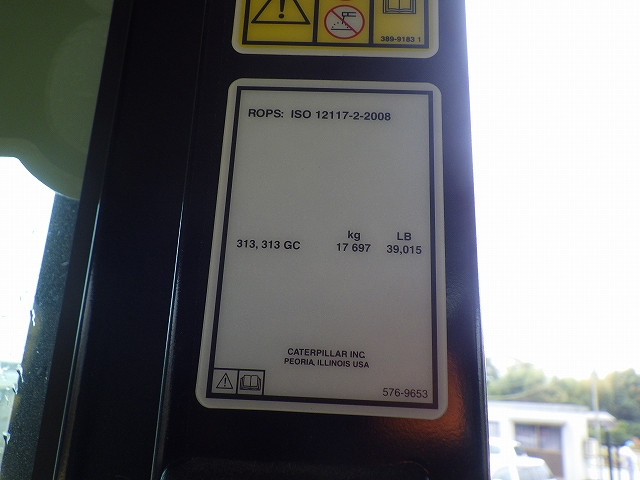 389-9183 1
ROPS: ISO 12117-2-2008
kg LB
313, 313 GC 17 697 39,015
CATERPILLAR INC
PEORIA, ILLINOIS USA
576-9653